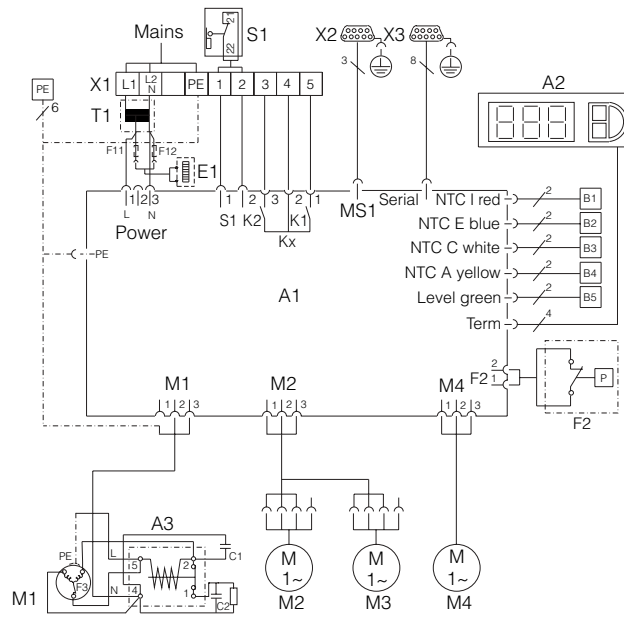 Mains
S1
21
22
X2
X3
3
8
A2
PE
6
X1
L1
L2
N
PE
1
2
3
4
5
T1
F11
F12
E1
1
2
3
L
N
Power
1
2
3
2
1
S1
K2
K1
Kx
MS1
Serial
NTC I red
2
B1
NTC E blue
2
B2
NTC C white
2
B3
NTC A yellow
2
B4
Level green
2
B5
Term
4
PE
A1
F2
2
1
P
F2
M1
1
2
3
M2
1
2
3
M4
1
2
3
A3
PE
L
N
F3
5
2
4
1
C1
C2
M1
M
1~
M2
M
1~
M3
M
1~
M4